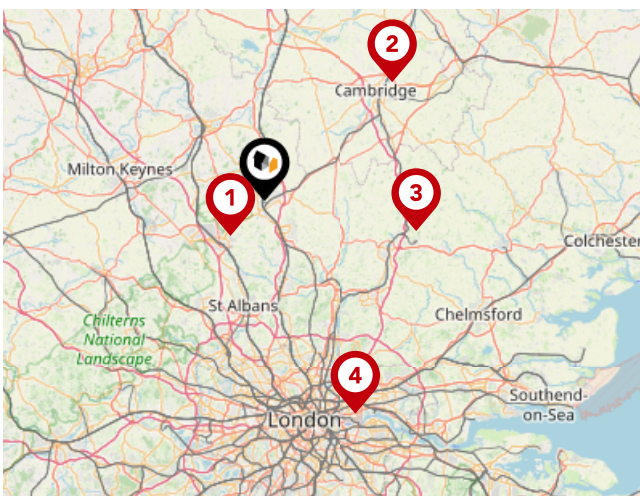 2
Cambridge
Milton Keynes
1
3
Colchester
St Albans
Chilterns
National
Landscape
Chelmsford
4
London
Southend-
on-Sea